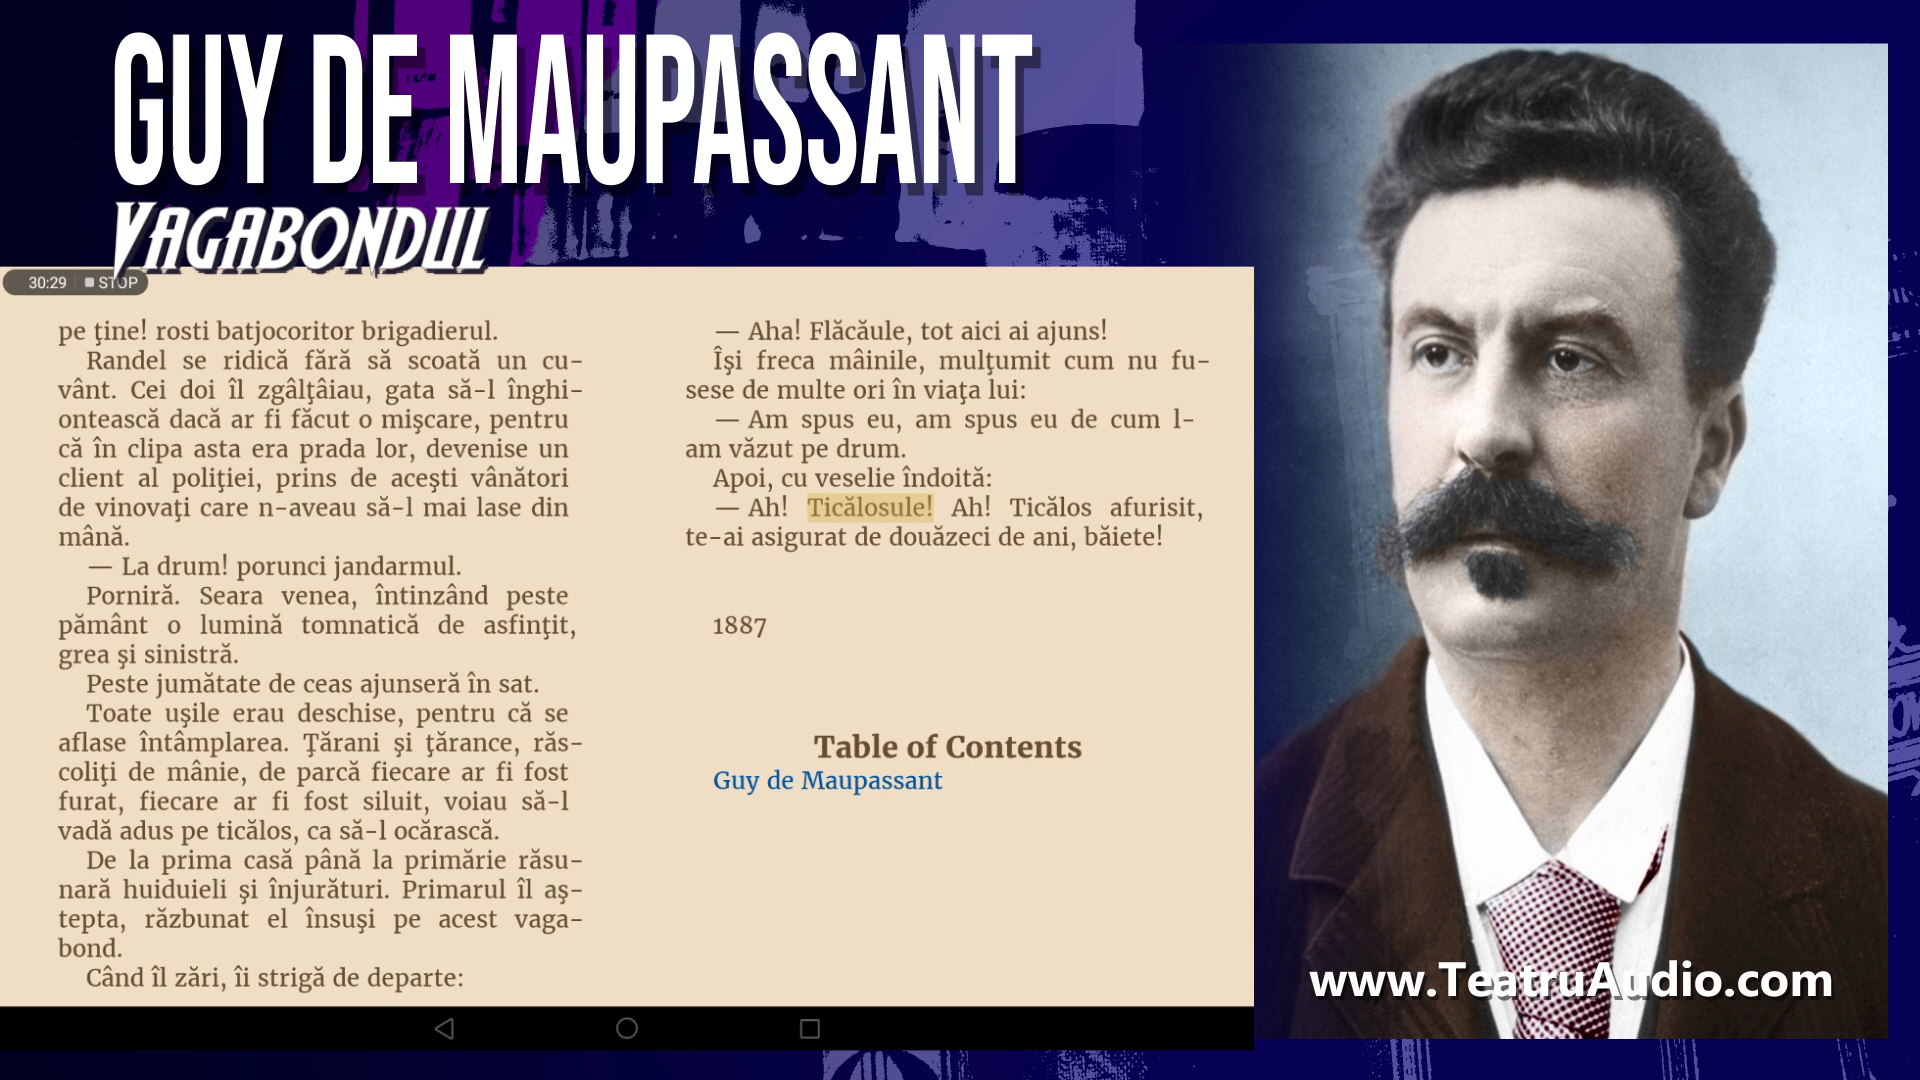 GUY DE MAUPASSANT
VAGABONDUL
30:29 STOP
pe ţine! rosti batjocoritor brigadierul.
Randel se ridică fără să scoată un cu-
vânt. Cei doi îl zgâlţâiau, gata să-l înghi-
ontească dacă ar fi făcut o mişcare, pentru
că în clipa asta era prada lor, devenise un
client al poliţiei, prins de aceşti vânători
de vinovaţi care n-aveau să-l mai lase din
mână.
— La drum! porunci jandarmul.
Porniră. Seara venea, întinzând peste
pământ o lumină tomnatică de asfinţit,
grea şi sinistră.
Peste jumătate de ceas ajunseră în sat.
Toate uşile erau deschise, pentru că se
aflase întâmplarea. Ţărani şi ţărance, răs-
coliţi de mânie, de parcă fiecare ar fi fost
furat, fiecare ar fi fost siluit, voiau să-l
vadă adus pe ticălos, ca să-l ocărască.
De la prima casă până la primărie răsu-
nară huiduieli şi înjurături. Primarul îl aş-
tepta, răzbunat el însuşi pe acest vaga-
bond.
Când îl zări, îi strigă de departe:
— Aha! Flăcăule, tot aici ai ajuns!
Îşi freca mâinile, mulţumit cum nu fu-
sese de multe ori în viaţa lui:
— Am spus eu, am spus eu de cum l-
am văzut pe drum.
Apoi, cu veselie îndoită:
— Ah! Ticălosule! Ah! Ticălos afurisit,
te-ai asigurat de douăzeci de ani, băiete!
1887
Table of Contents
Guy de Maupassant
www.TeatruAudio.com